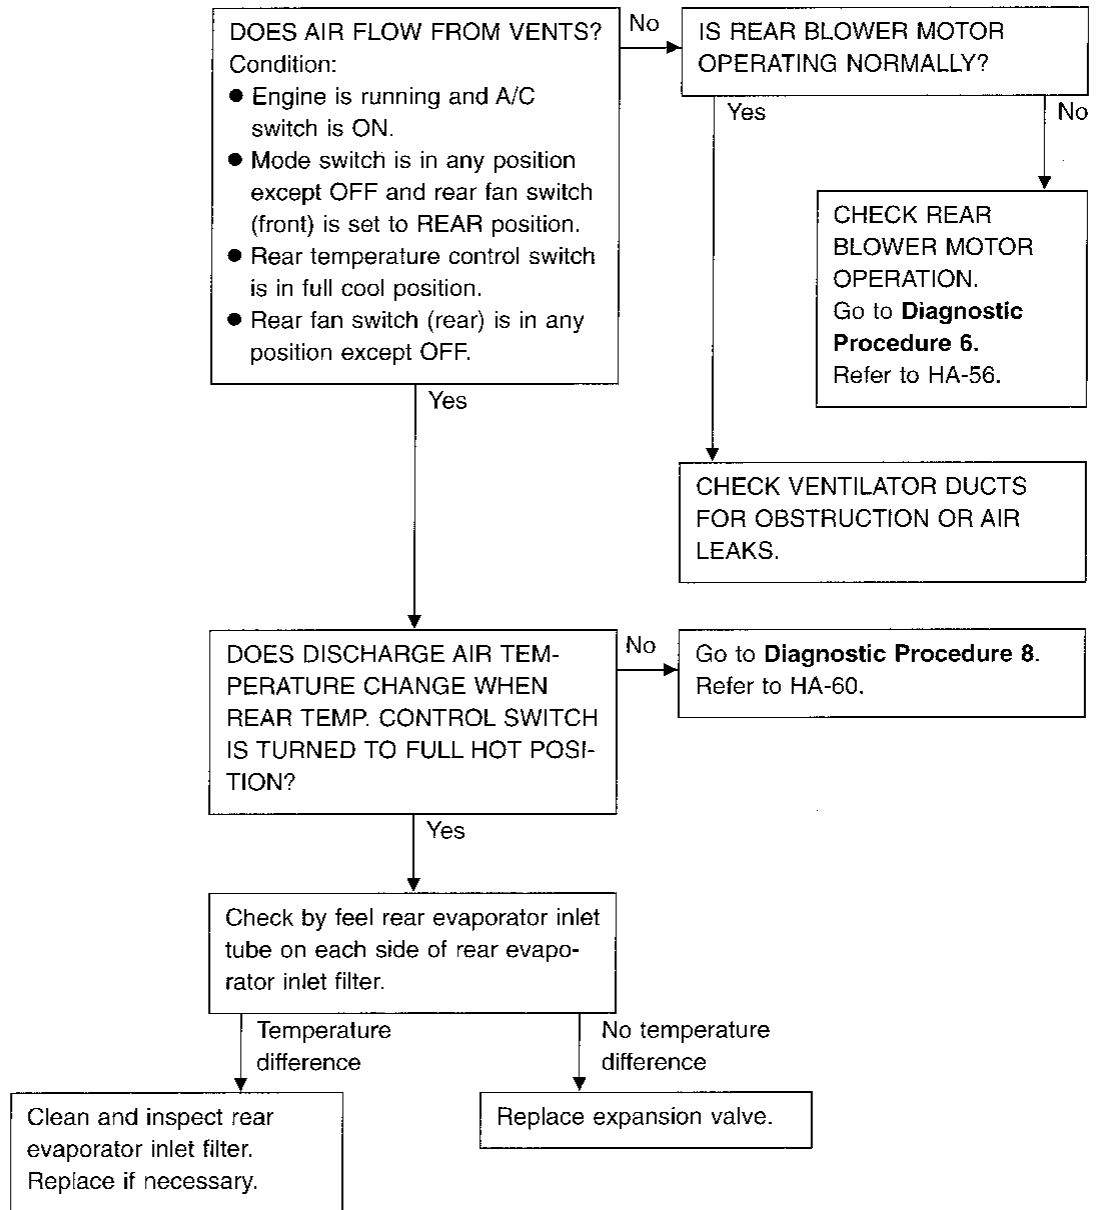 DOES AIR FLOW FROM VENTS?
Condition:
● Engine is running and A/C
switch is ON.
● Mode switch is in any position
except OFF and rear fan switch
(front) is set to REAR position.
● Rear temperature control switch
is in full cool position.
● Rear fan switch (rear) is in any
position except OFF.
No
IS REAR BLOWER MOTOR
OPERATING NORMALLY?
Yes
No
CHECK REAR
BLOWER MOTOR
OPERATION.
Go to Diagnostic
Procedure 6.
Refer to HA-56.
Yes
CHECK VENTILATOR DUCTS
FOR OBSTRUCTION OR AIR
LEAKS.
DOES DISCHARGE AIR TEM-
PERATURE CHANGE WHEN
REAR TEMP. CONTROL SWITCH
IS TURNED TO FULL HOT POSI-
TION?
No
Go to Diagnostic Procedure 8.
Refer to HA-60.
Yes
Check by feel rear evaporator inlet
tube on each side of rear evapo-
rator inlet filter.
Temperature
difference
No temperature
difference
Clean and inspect rear
evaporator inlet filter.
Replace if necessary.
Replace expansion valve.